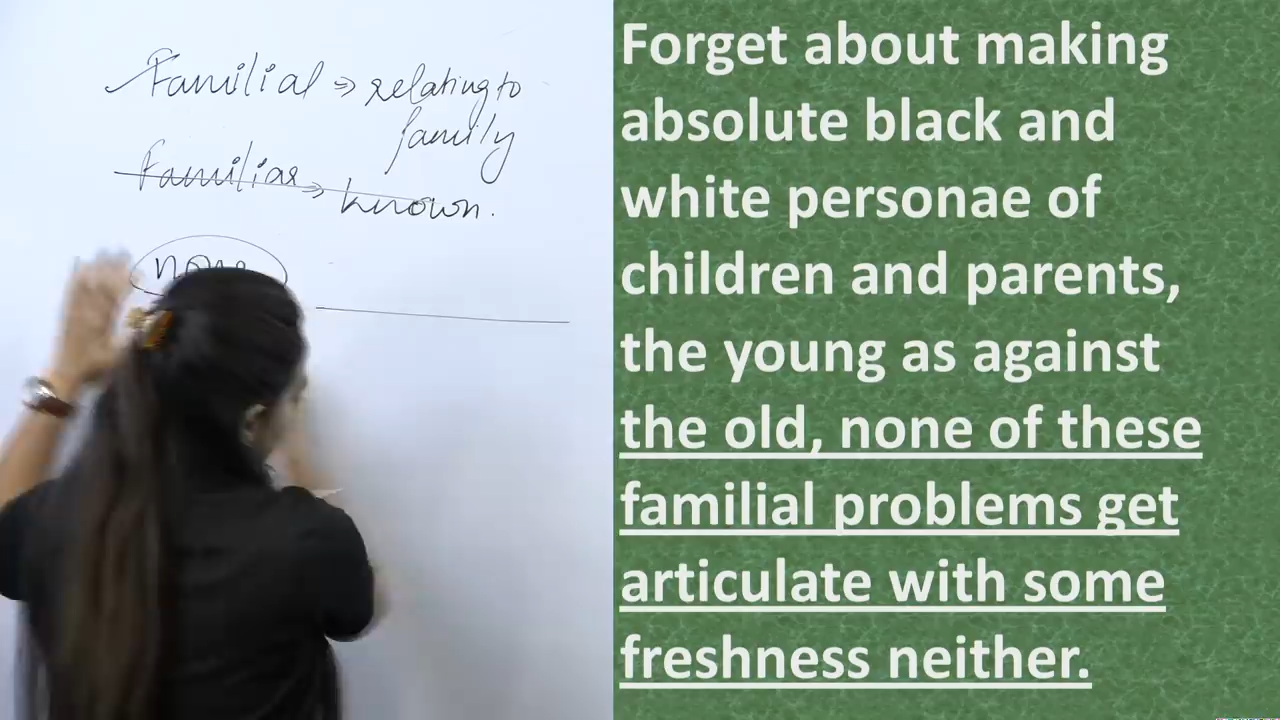 Familial => relating to
family
Familiar => known.
none
Forget about making
absolute black and
white personae of
children and parents,
the young as against
the old, none of these
familial problems get
articulate with some
freshness neither.